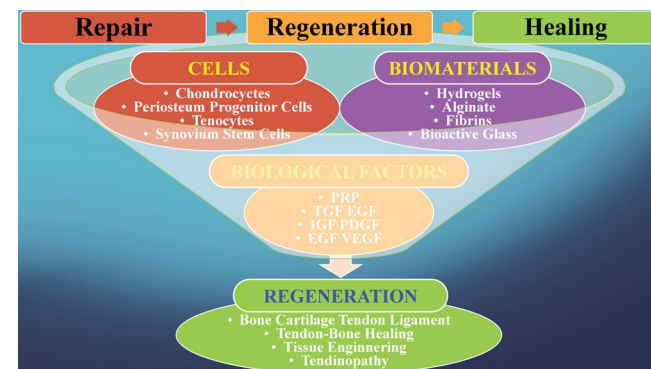 Repair
Regeneration
Healing
CELLS
• Chondrocytes
• Periosteum Progenitor Cells
• Tenocytes
• Synovium Stem Cells
BIOMATERIALS
• Hydrogels
• Alginate
• Fibrins
• Bioactive Glass
BIOLOGICAL FACTORS
• PRP
• TGF EGF
• IGF PDGF
• EGF VEGF
REGENERATION
• Bone Cartilage Tendon Ligament
• Tendon-Bone Healing
• Tissue Enginnering
• Tendinopathy